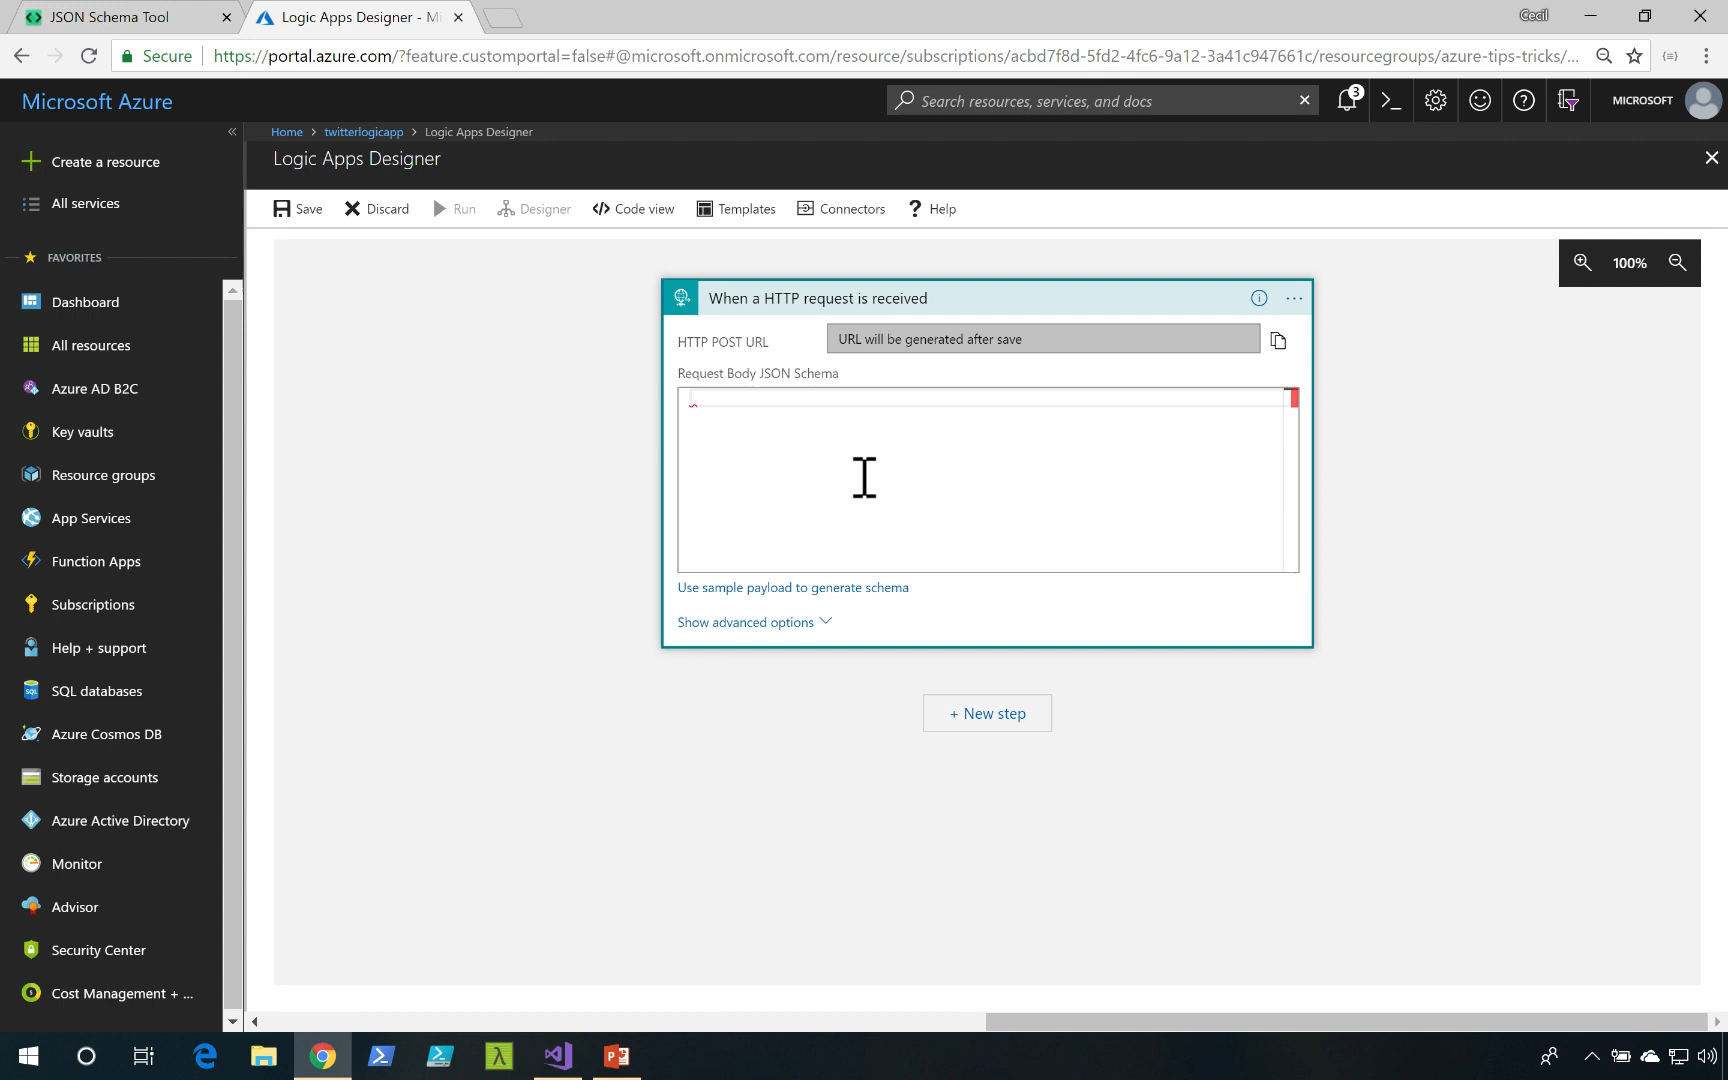 JSON Schema Tool
Logic Apps Designer - Mi
Cecil
Secure
https://portal.azure.com/?feature.customportal=false#@microsoft.onmicrosoft.com/resource/subscriptions/acbd7f8d-5fd2-4fc6-9a12-3a41c947661c/resourcegroups/azure-tips-tricks/...
Microsoft Azure
Search resources, services, and docs
3
MICROSOFT
Home > twitterlogicapp > Logic Apps Designer
Logic Apps Designer
Create a resource
All services
FAVORITES
Dashboard
All resources
Azure AD B2C
Key vaults
Resource groups
App Services
Function Apps
Subscriptions
Help + support
SQL databases
Azure Cosmos DB
Storage accounts
Azure Active Directory
Monitor
Advisor
Security Center
Cost Management + ...
Save
Discard
Run
Designer
Code view
Templates
Connectors
Help
100%
When a HTTP request is received
HTTP POST URL
URL will be generated after save
Request Body JSON Schema
Use sample payload to generate schema
Show advanced options
+ New step